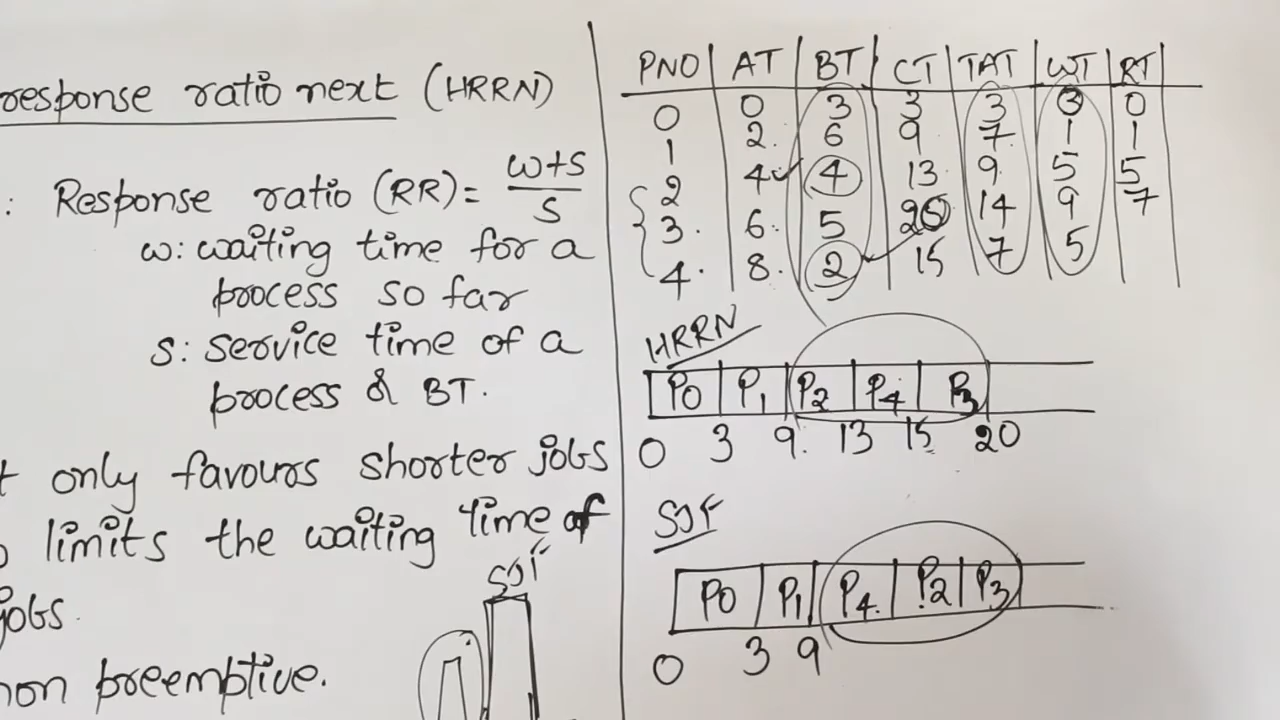 response ratio next (HRRN)
: Response ratio (RR) = w+s
s
w: waiting time for a
process so far
s: service time of a
process & BT.
t only favours shorter jobs
limits the waiting time of
jobs.
non preemptive.
SJF
PNO AT BT CT TAT WT RT
0 0 3 3 3 0
1 2. 6 9 7 1 1
2 4 4 13 9 5 5
3. 6. 5 20 14 9 7
4. 8. 2 15 7 5
HRRN
P0 P1 P2 P4 P3
0 3 9. 13 15 20
SJF
P0 P1 P4. P2 P3
0 3 9